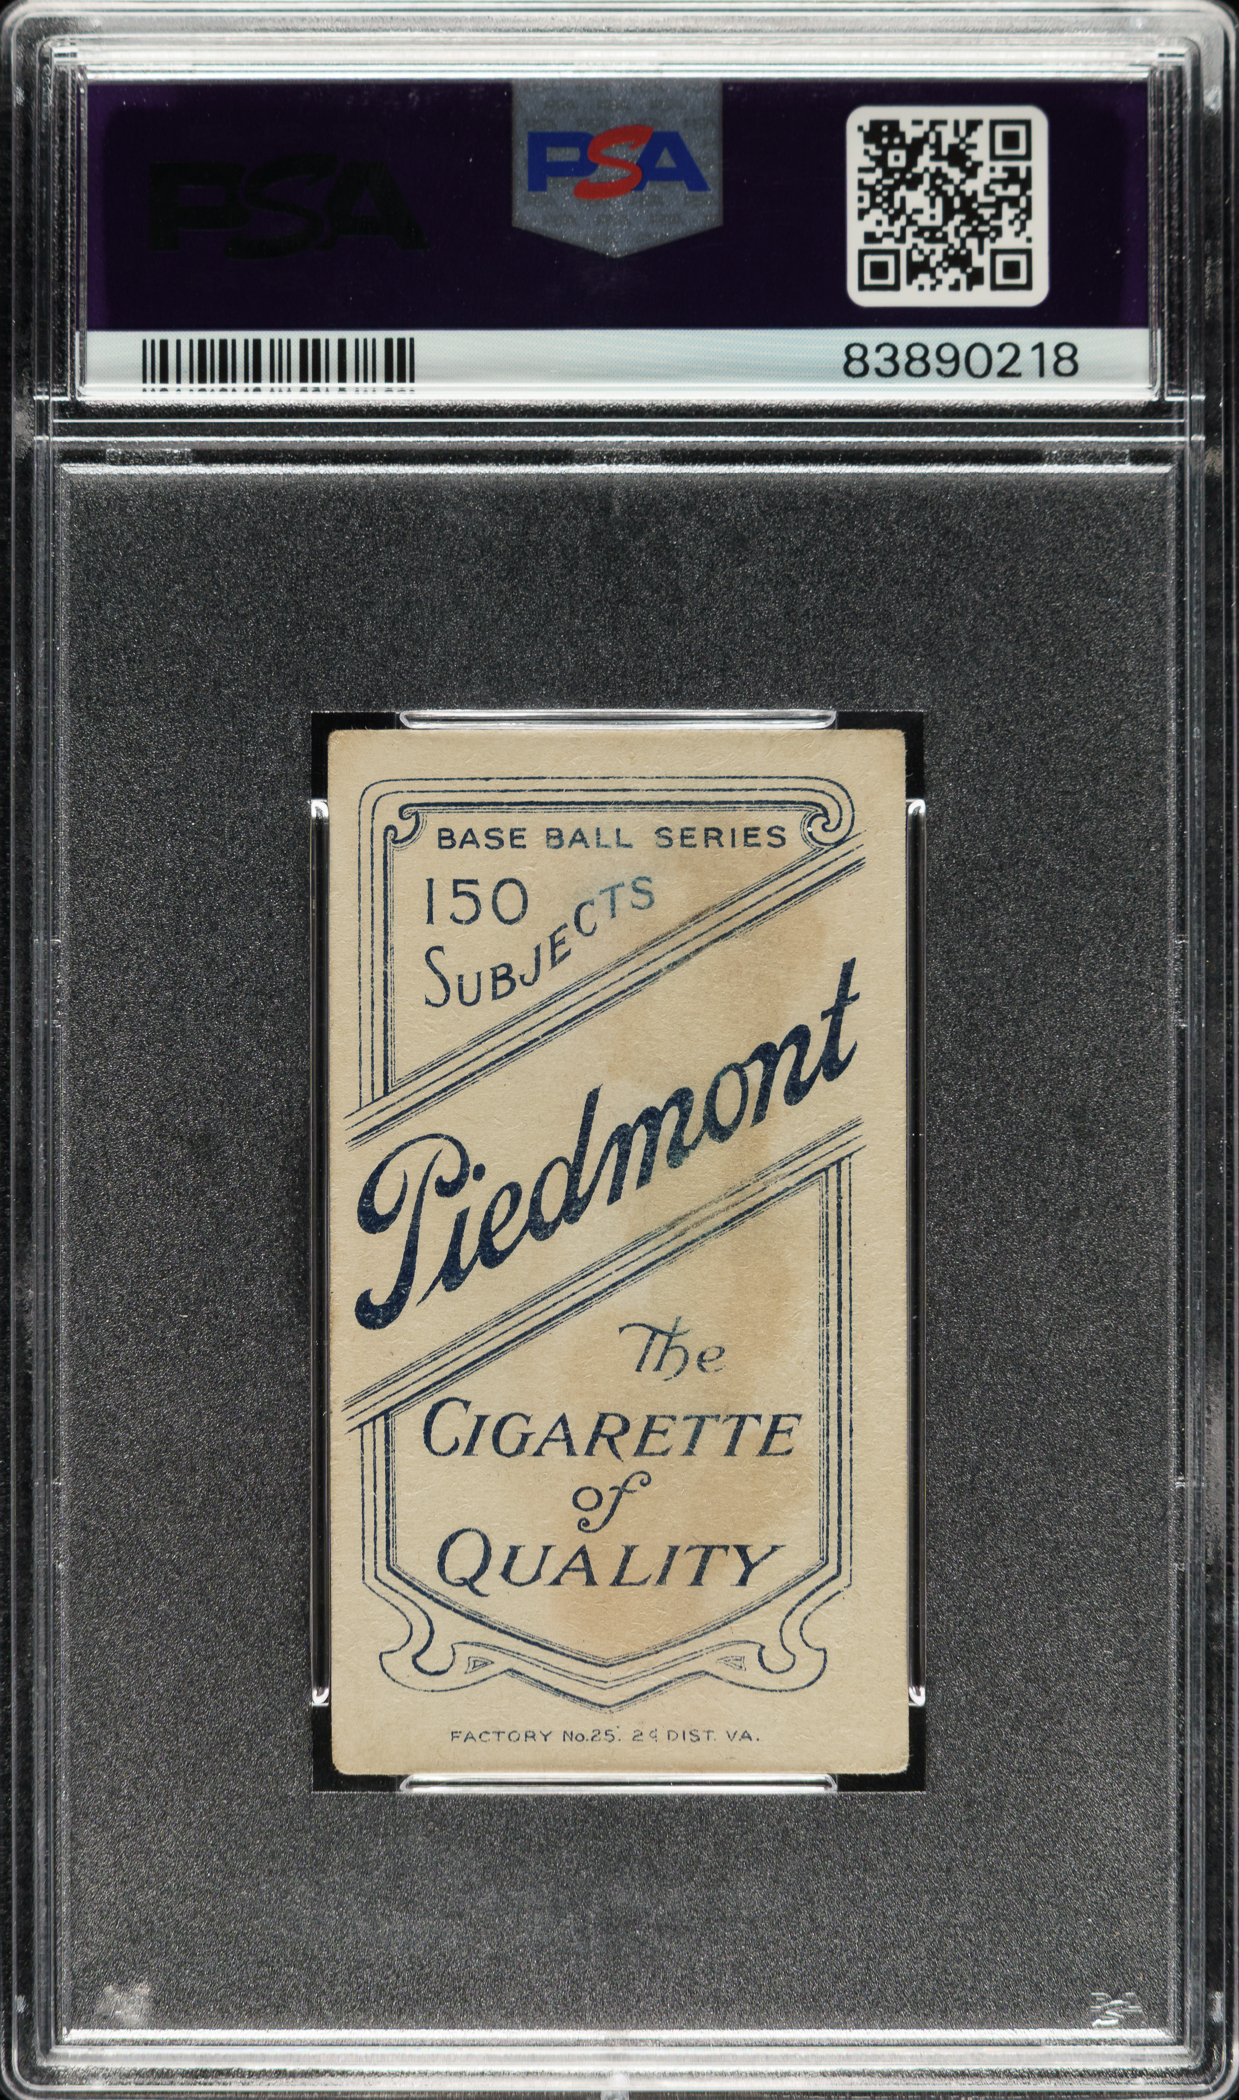 PSA
PSA
83890218
BASE BALL SERIES
150
SUBJECTS
Piedmont
The
CIGARETTE
of
QUALITY
FACTORY No.25. 2d DIST. VA.